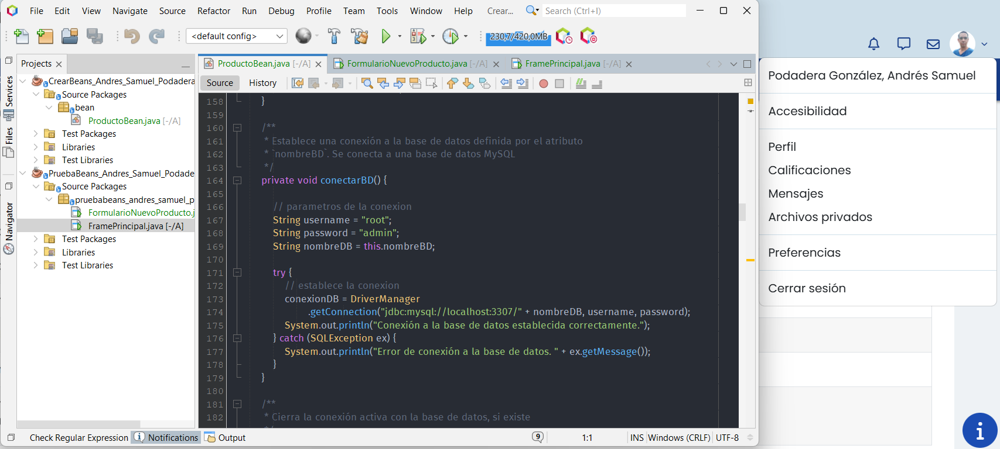 File Edit View Navigate Source Refactor Run Debug Profile Team Tools Window Help Crear... Search (Ctrl+I)
<default config> 230,7/420,0MB
Projects
ProductoBean.java [-/A] FormularioNuevoProducto.java [-/A] FramePrincipal.java [-/A]
Source History
Services
Files
Navigator
CrearBeans_Andres_Samuel_Podadera
Source Packages
bean
ProductoBean.java [-/A]
Test Packages
Libraries
Test Libraries
PruebaBeans_Andres_Samuel_Podade
Source Packages
pruebabeans_andres_samuel_p
FormularioNuevoProducto.j
FramePrincipal.java [-/A]
Test Packages
Libraries
Test Libraries
158 }
159
160 /**
161 * Establece una conexión a la base de datos definida por el atributo
162 * `nombreBD`. Se conecta a una base de datos MySQL
163 */
164 private void conectarBD() {
165
166 // parametros de la conexion
167 String username = "root";
168 String password = "admin";
169 String nombreDB = this.nombreBD;
170
171 try {
172 // establece la conexion
173 conexionDB = DriverManager
174 .getConnection("jdbc:mysql://localhost:3307/" + nombreDB, username, password);
175 System.out.println("Conexión a la base de datos establecida correctamente.");
176 } catch (SQLException ex) {
177 System.out.println("Error de conexión a la base de datos. " + ex.getMessage());
178 }
179 }
180
181 /**
182 * Cierra la conexión activa con la base de datos, si existe
Check Regular Expression Notifications Output 9 1:1 INS Windows (CRLF) UTF-8
Podadera González, Andrés Samuel
Accesibilidad
Perfil
Calificaciones
Mensajes
Archivos privados
Preferencias
Cerrar sesión
i